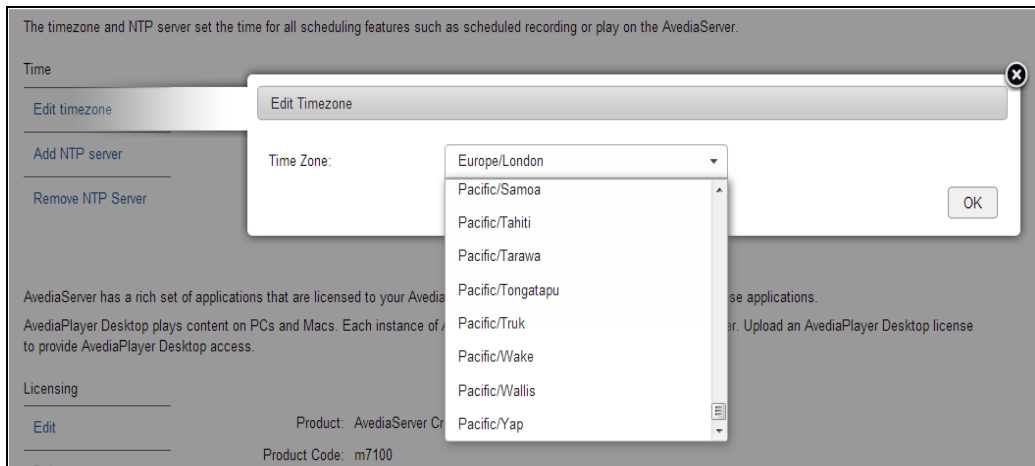 The timezone and NTP server set the time for all scheduling features such as scheduled recording or play on the AvediaServer.
Time
Edit timezone
Add NTP server
Remove NTP Server
Edit Timezone
Time Zone:
Europe/London
Pacific/Samoa
Pacific/Tahiti
Pacific/Tarawa
Pacific/Tongatapu
Pacific/Truk
Pacific/Wake
Pacific/Wallis
Pacific/Yap
OK
AvediaServer has a rich set of applications that are licensed to your Avedia se applications.
AvediaPlayer Desktop plays content on PCs and Macs. Each instance of er. Upload an AvediaPlayer Desktop license
to provide AvediaPlayer Desktop access.
Licensing
Edit
Product: AvediaServer Cr
Product Code: m7100